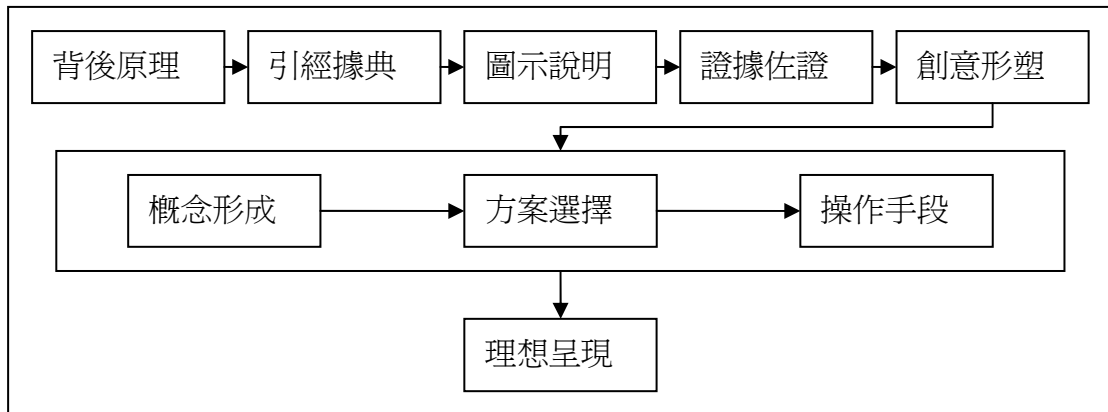 背後原理 引經據典 圖示說明 證據佐證 創意形塑
概念形成 方案選擇 操作手段
理想呈現